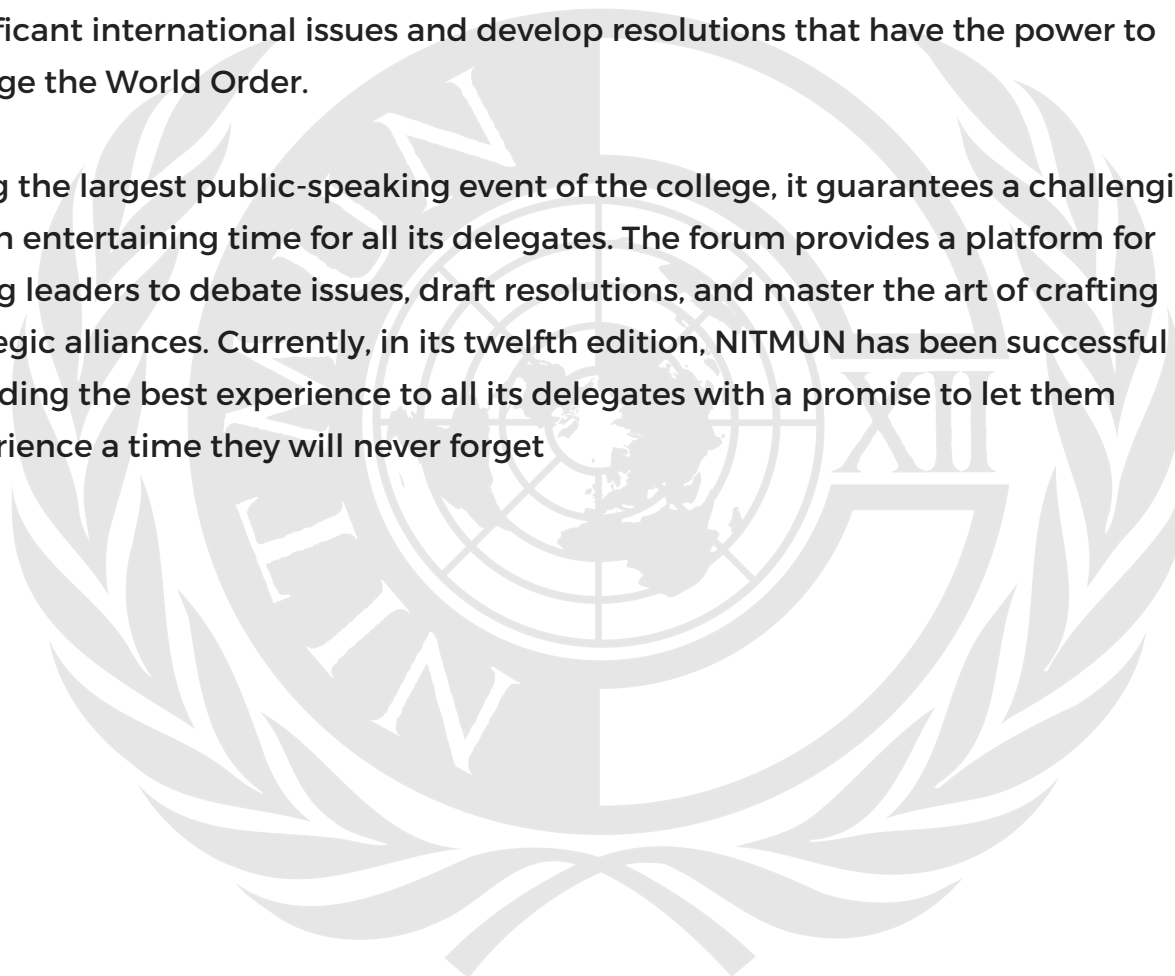 ficant international issues and develop resolutions that have the power to
ge the World Order.
g the largest public-speaking event of the college, it guarantees a challengi
n entertaining time for all its delegates. The forum provides a platform for
g leaders to debate issues, draft resolutions, and master the art of crafting
egic alliances. Currently, in its twelfth edition, NITMUN has been successful
ding the best experience to all its delegates with a promise to let them
rience a time they will never forget
NITMUN
XII